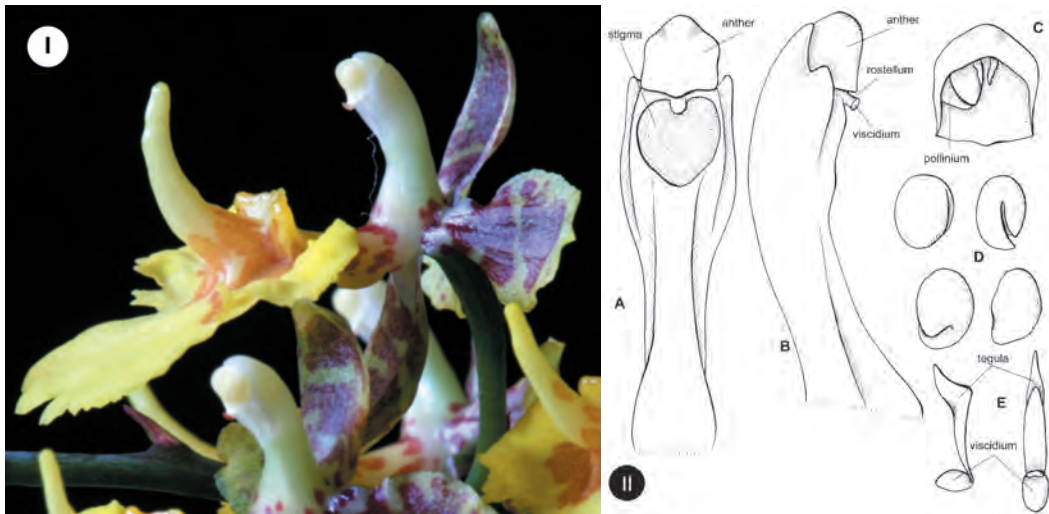 I
stigma
anther
anther
rostellum
viscidium
C
pollinium
D
A
B
tegula
E
viscidium
II